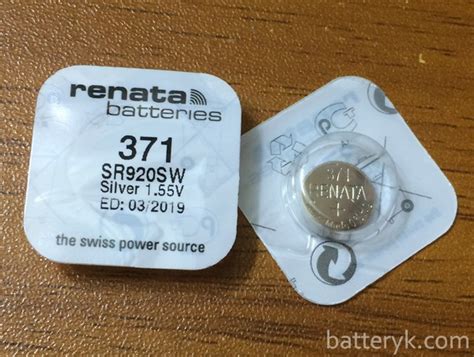 renata
batteries
371
SR920SW
Silver 1.55V
ED: 03/2019
the swiss power source
371
RENATA
+
batteryk.com